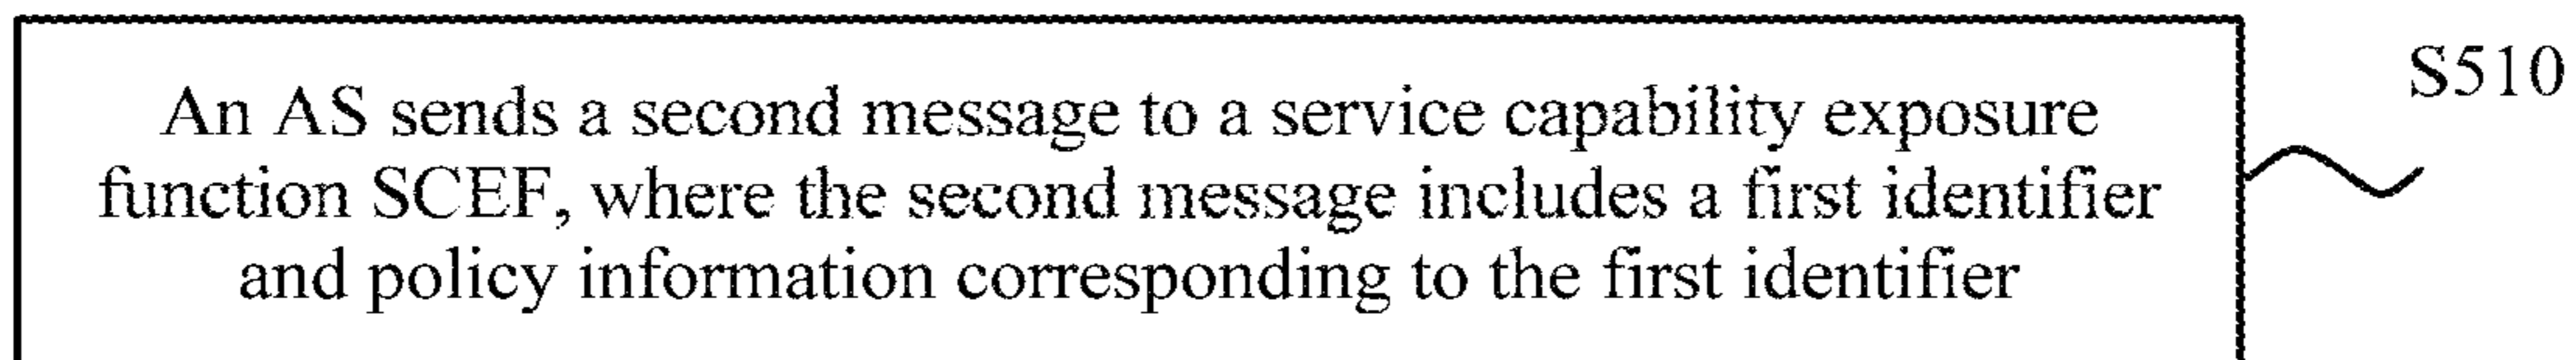 An AS sends a second message to a service capability exposure
function SCEF, where the second message includes a first identifier
and policy information corresponding to the first identifier
S510